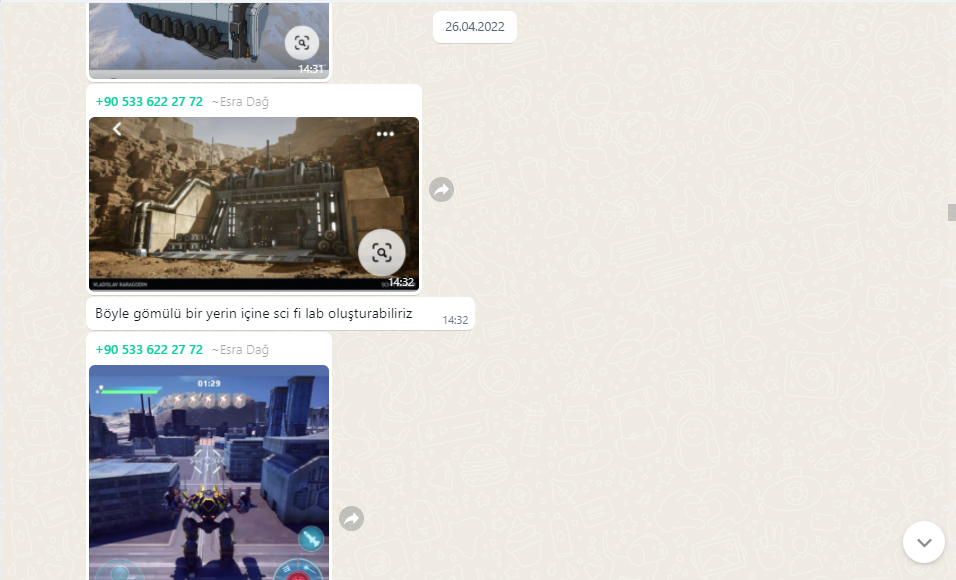 26.04.2022
14:31
+90 533 622 27 72 ~Esra Dağ
14:32
VLADISLAV KARAGODIN
Böyle gömülü bir yerin içine sci fi lab oluşturabiliriz 14:32
+90 533 622 27 72 ~Esra Dağ
01:29